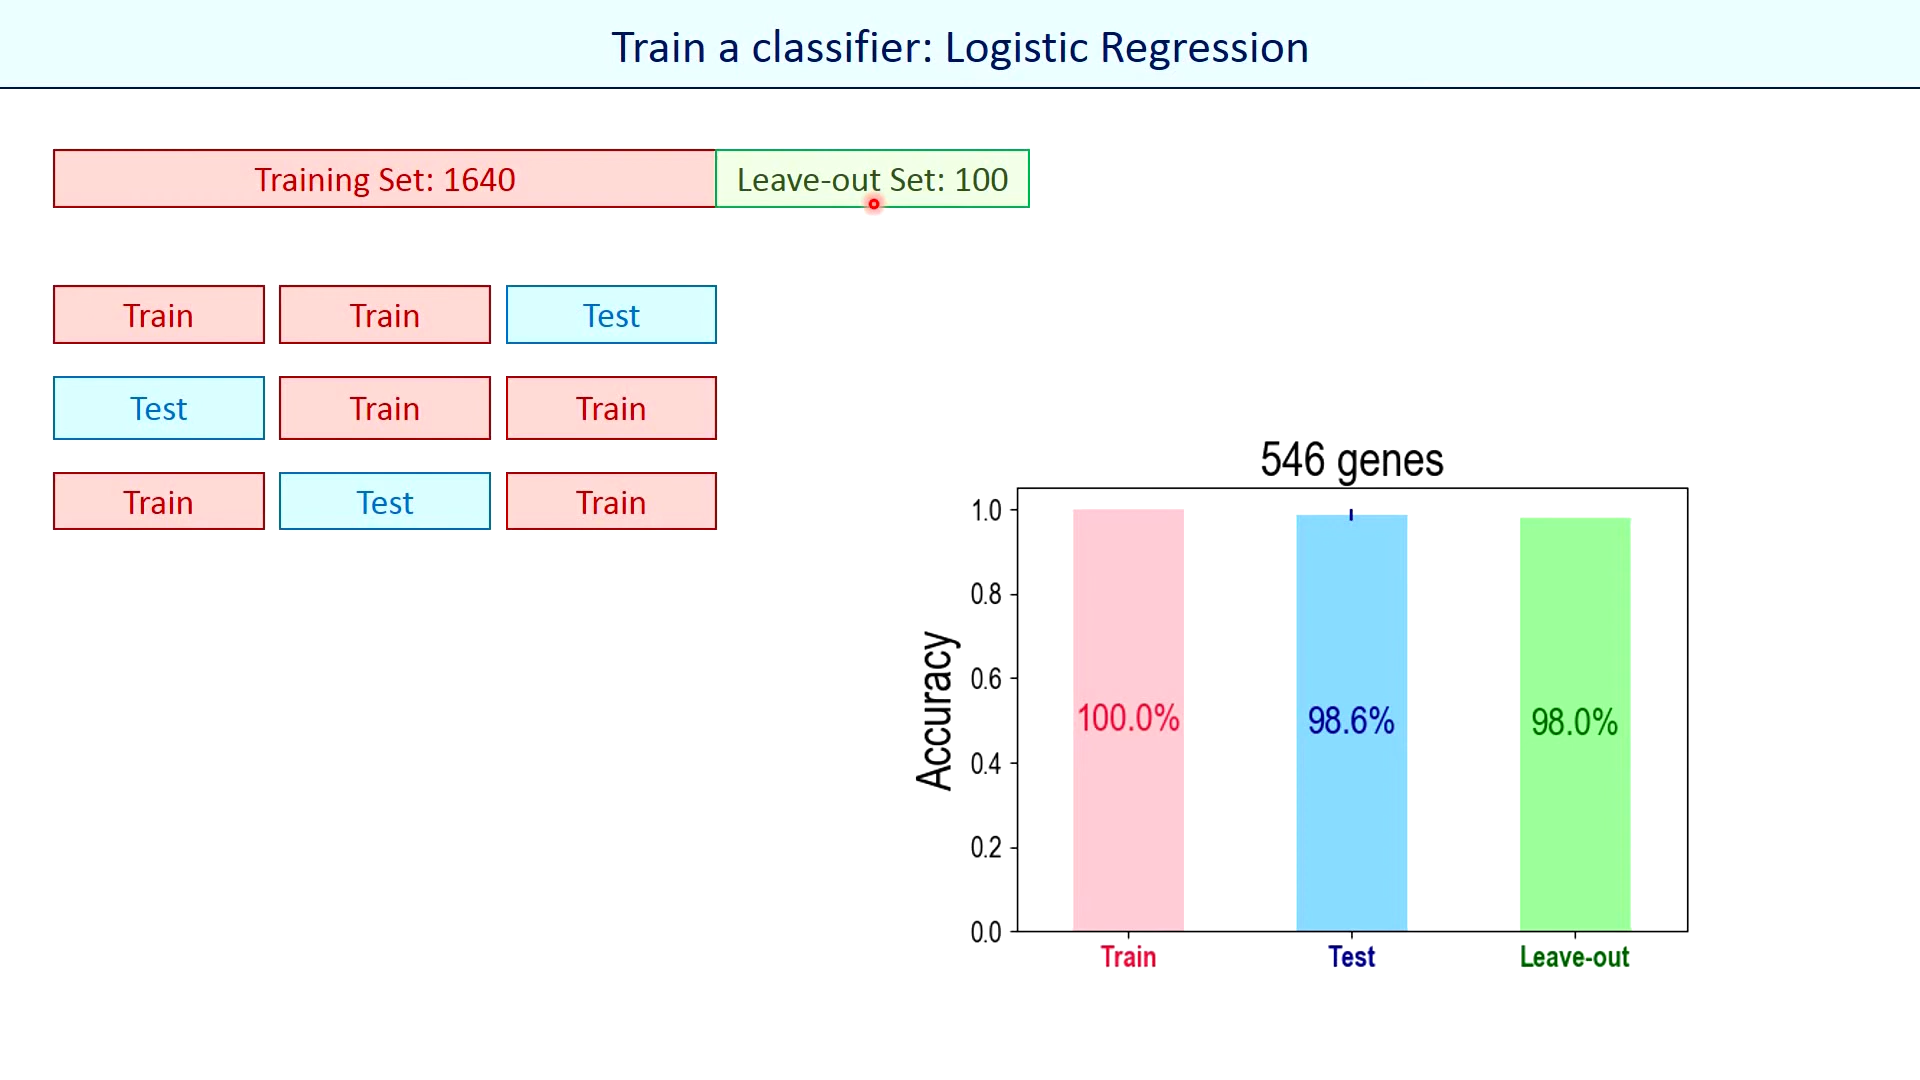 Train a classifier: Logistic Regression
Training Set: 1640
Leave-out Set: 100
Train Train Test
Test Train Train
Train Test Train
546 genes
Accuracy
1.0
0.8
0.6
0.4
0.2
0.0
100.0% 98.6% 98.0%
Train Test Leave-out